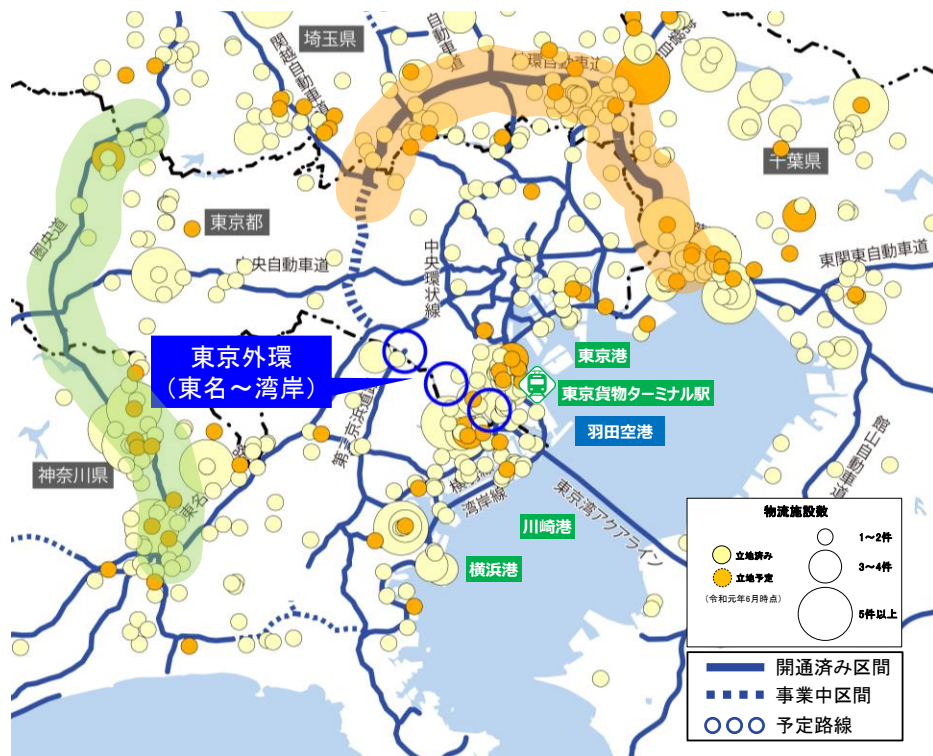 埼玉県
関越自動車道
自動車道
外環自動車道
千葉県
東京都
圏央道
中央自動車道
中央環状線
東関東自動車道
東京外環
（東名～湾岸）
東京港
東京貨物ターミナル駅
羽田空港
第三京浜道路
神奈川県
東名
館山自動車道
湾岸線
東京湾アクアライン
川崎港
横浜港
物流施設数
立地済み
立地予定
（令和元年6月時点）
1～2件
3～4件
5件以上
開通済み区間
事業中区間
予定路線